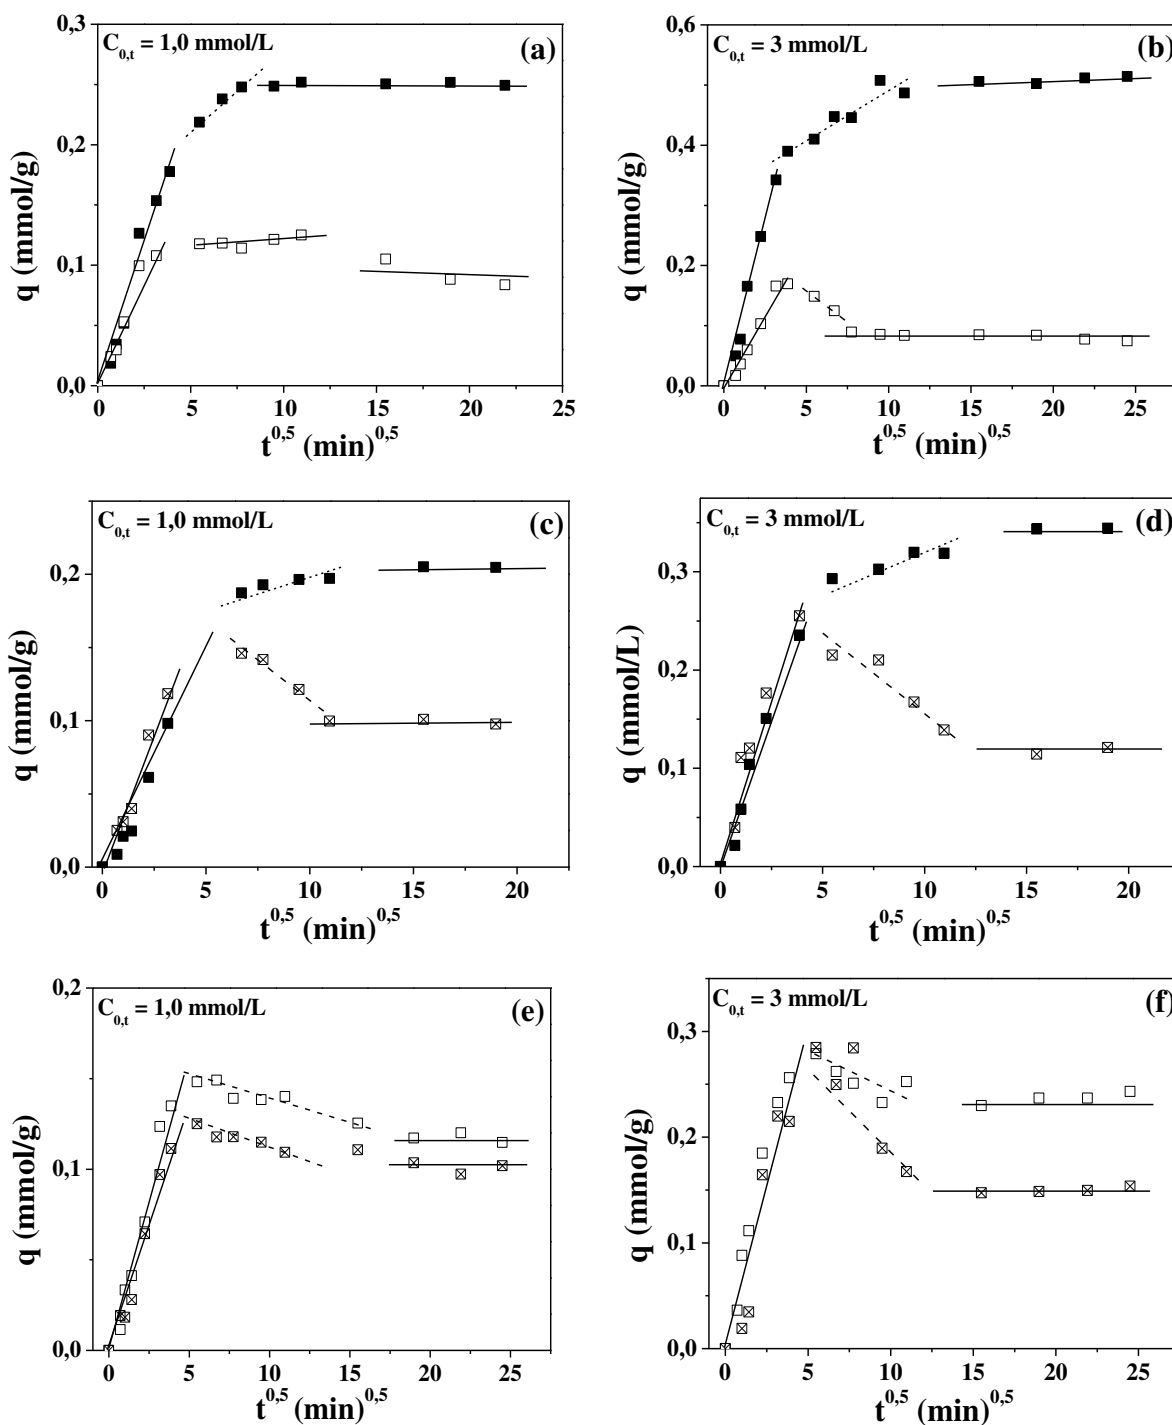 C0,t = 1,0 mmol/L (a)
0,3
0,2
0,1
0,0
q (mmol/g)
0 5 10 15 20 25
t0,5 (min)0,5
C0,t = 3 mmol/L (b)
0,6
0,4
0,2
0,0
q (mmol/g)
0 5 10 15 20 25
t0,5 (min)0,5
C0,t = 1,0 mmol/L (c)
0,2
0,1
0,0
q (mmol/g)
0 5 10 15 20
t0,5 (min)0,5
C0,t = 3 mmol/L (d)
0,3
0,2
0,1
0,0
q (mmol/L)
0 5 10 15 20
t0,5 (min)0,5
0,2
C0,t = 1,0 mmol/L (e)
0,1
0,0
q (mmol/g)
0 5 10 15 20 25
t0,5 (min)0,5
C0,t = 3 mmol/L (f)
0,3
0,2
0,1
0,0
q (mmol/g)
0 5 10 15 20 25
t0,5 (min)0,5